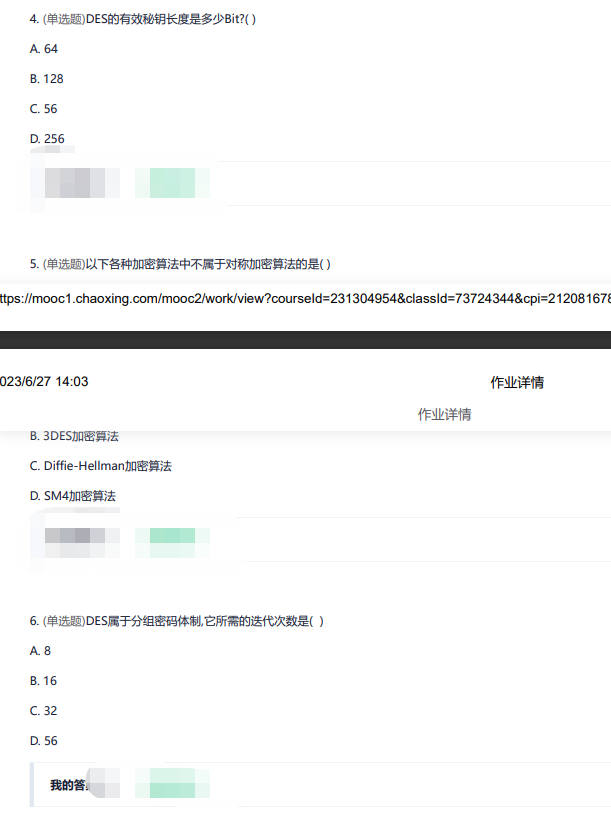 4. (单选题)DES的有效秘钥长度是多少Bit?( )
A. 64
B. 128
C. 56
D. 256
5. (单选题)以下各种加密算法中不属于对称加密算法的是( )
ttps://mooc1.chaoxing.com/mooc2/work/view?courseId=231304954&classId=73724344&cpi=212081678
023/6/27 14:03
作业详情
作业详情
B. 3DES加密算法
C. Diffie-Hellman加密算法
D. SM4加密算法
6. (单选题)DES属于分组密码体制,它所需的迭代次数是( )
A. 8
B. 16
C. 32
D. 56
我的答